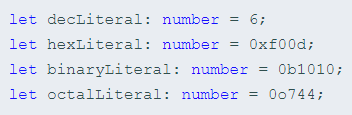 let decLiteral: number = 6;
let hexLiteral: number = 0xf00d;
let binaryLiteral: number = 0b1010;
let octalLiteral: number = 0o744;